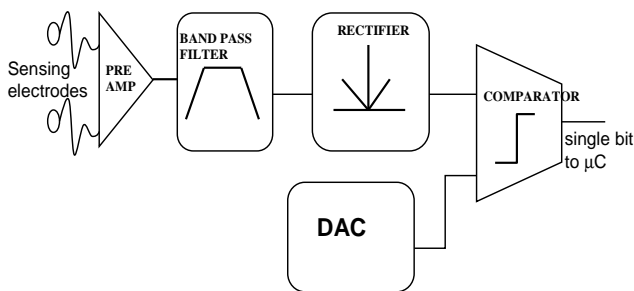 Sensing
electrodes
PRE
AMP
BAND PASS
FILTER
RECTIFIER
COMPARATOR
single bit
to μC
DAC